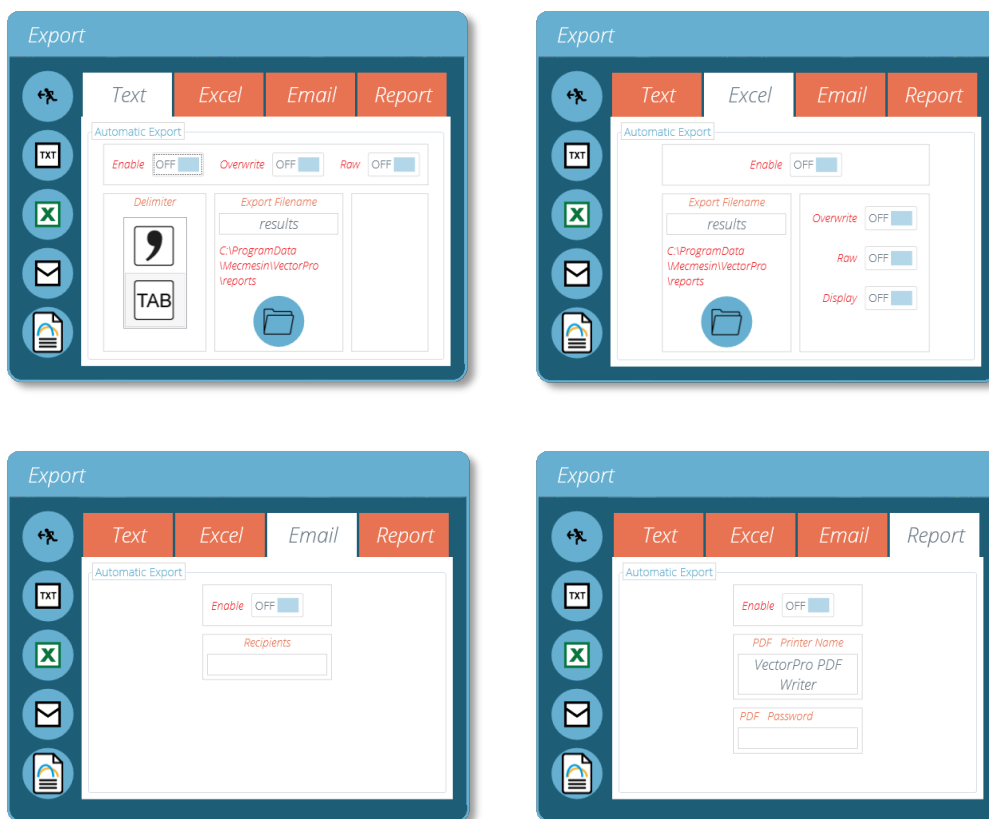 Export
Text Excel Email Report
TXT
Automatic Export
Enable OFF Overwrite OFF Raw OFF
Delimiter
,
TAB
Export Filename
results
C:\ProgramData
\Mecmesin\VectorPro
\reports
Export
Text Excel Email Report
TXT
Automatic Export
Enable OFF
Export Filename
results
C:\ProgramData
\Mecmesin\VectorPro
\reports
Overwrite OFF
Raw OFF
Display OFF
Export
Text Excel Email Report
TXT
Automatic Export
Enable OFF
Recipients
Export
Text Excel Email Report
TXT
Automatic Export
Enable OFF
PDF Printer Name
VectorPro PDF
Writer
PDF Password